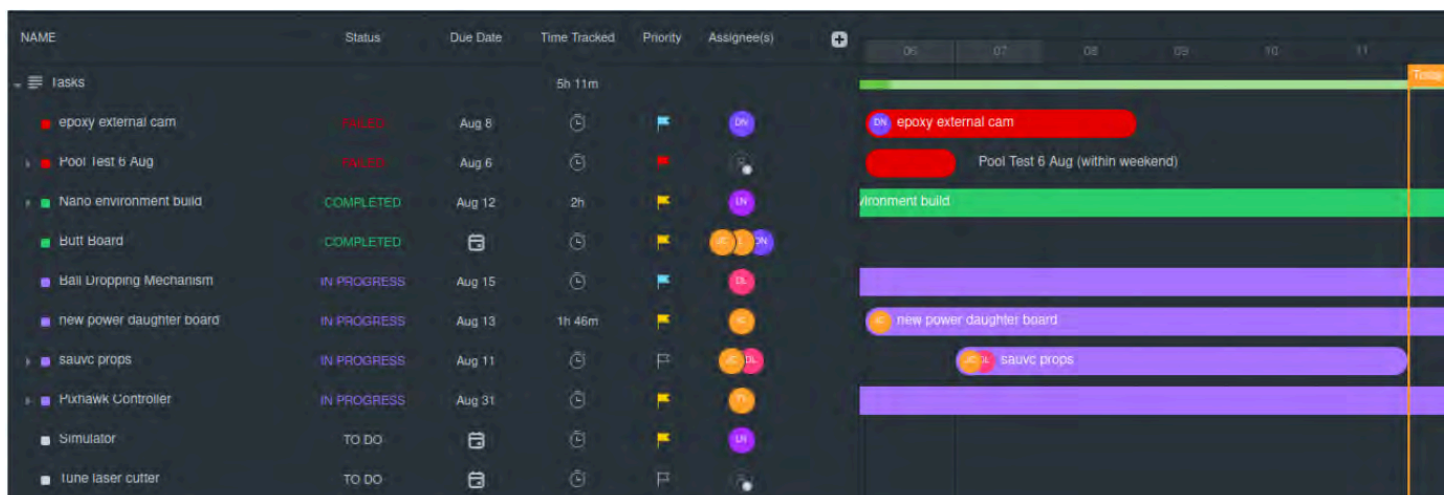 NAME Status Due Date Time Tracked Priority Assignee(s)
06 07 08 09 10 11
Tasks 5h 11m Today
epoxy external cam FAILED Aug 8 DN DN epoxy external cam
Pool Test 6 Aug FAILED Aug 6 Pool Test 6 Aug (within weekend)
Nano environment build COMPLETED Aug 12 2h LN vironment build
Butt Board COMPLETED JC DN
Ball Dropping Mechanism IN PROGRESS Aug 15 DL
new power daughter board IN PROGRESS Aug 13 1h 46m JC JC new power daughter board
sauvc props IN PROGRESS Aug 11 JC DL JC DL sauvc props
Pixhawk Controller IN PROGRESS Aug 31
Simulator TO DO LN
Tune laser cutter TO DO